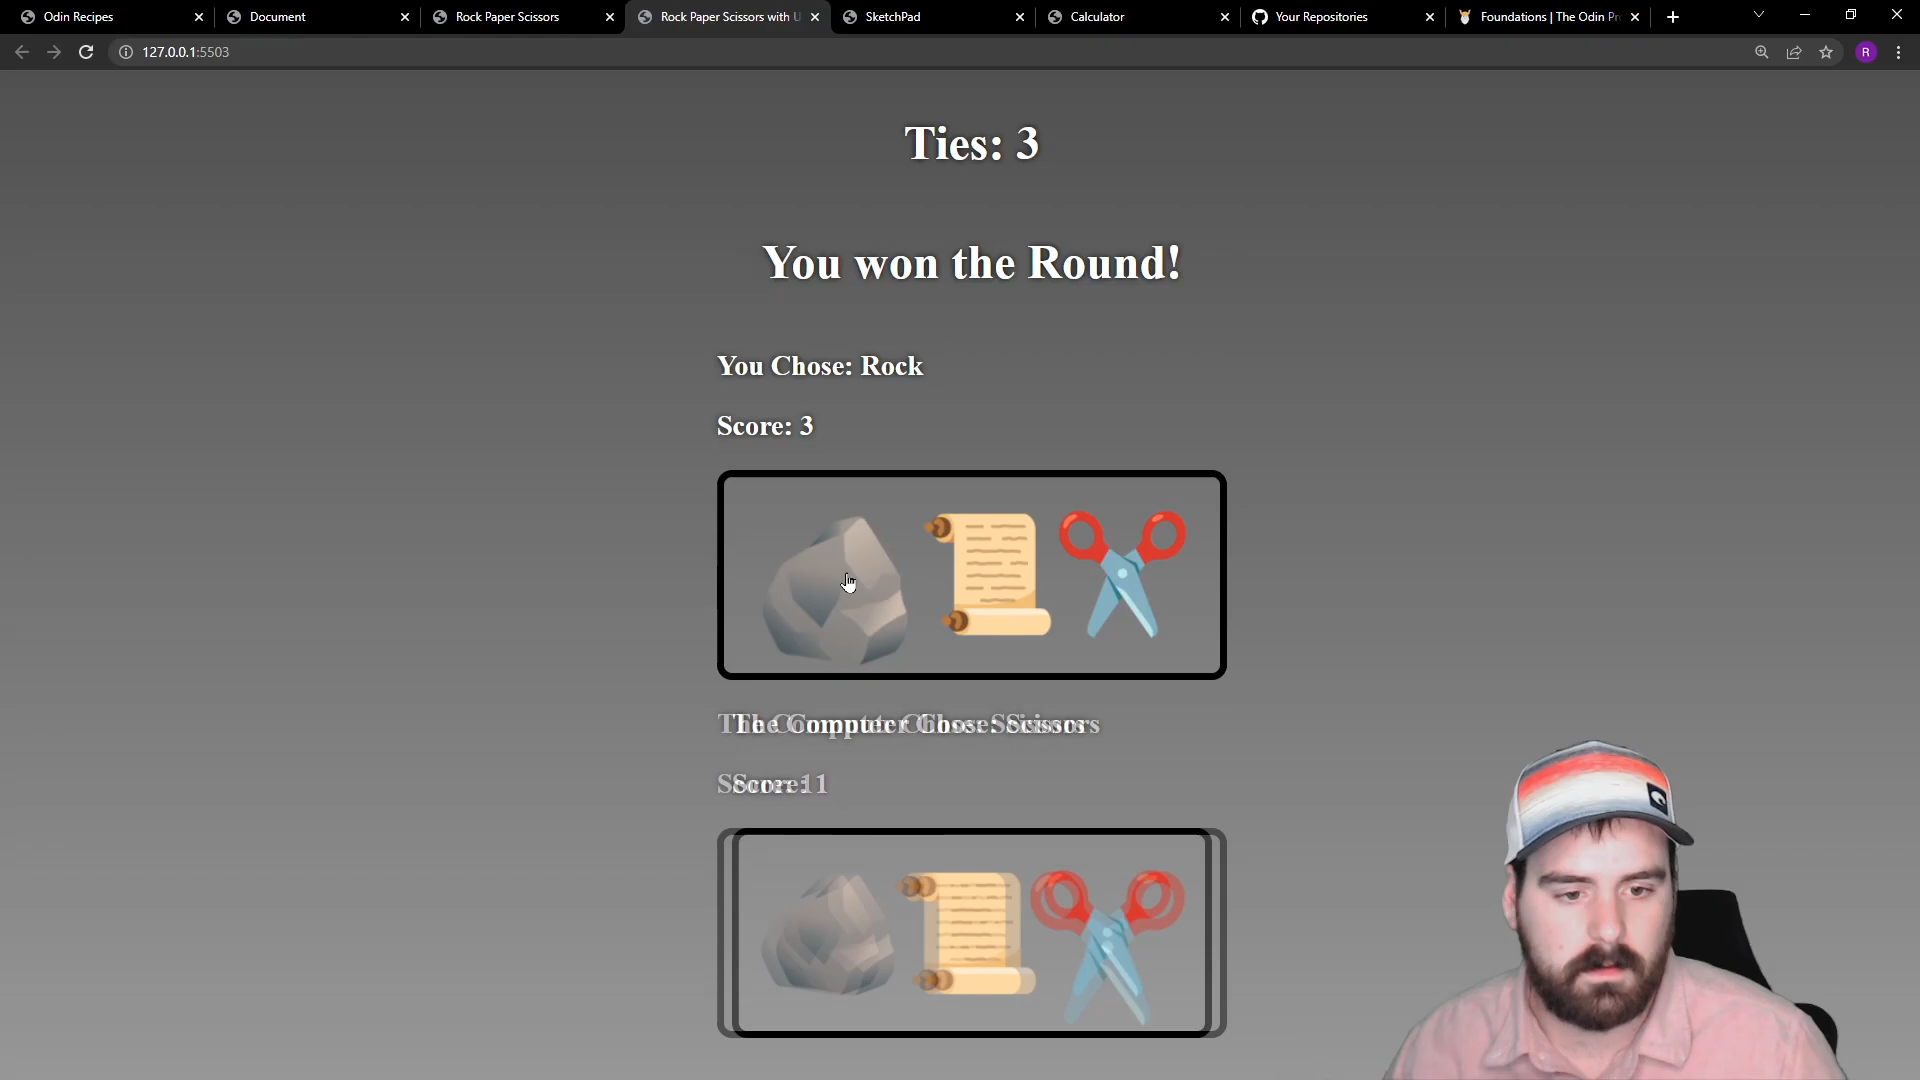 Odin Recipes
Document
Rock Paper Scissors
Rock Paper Scissors with U
SketchPad
Calculator
Your Repositories
Foundations | The Odin Pr
127.0.0.1:5503
R
Ties: 3
You won the Round!
You Chose: Rock
Score: 3
The Computer Chose: Scissors
Score: 1